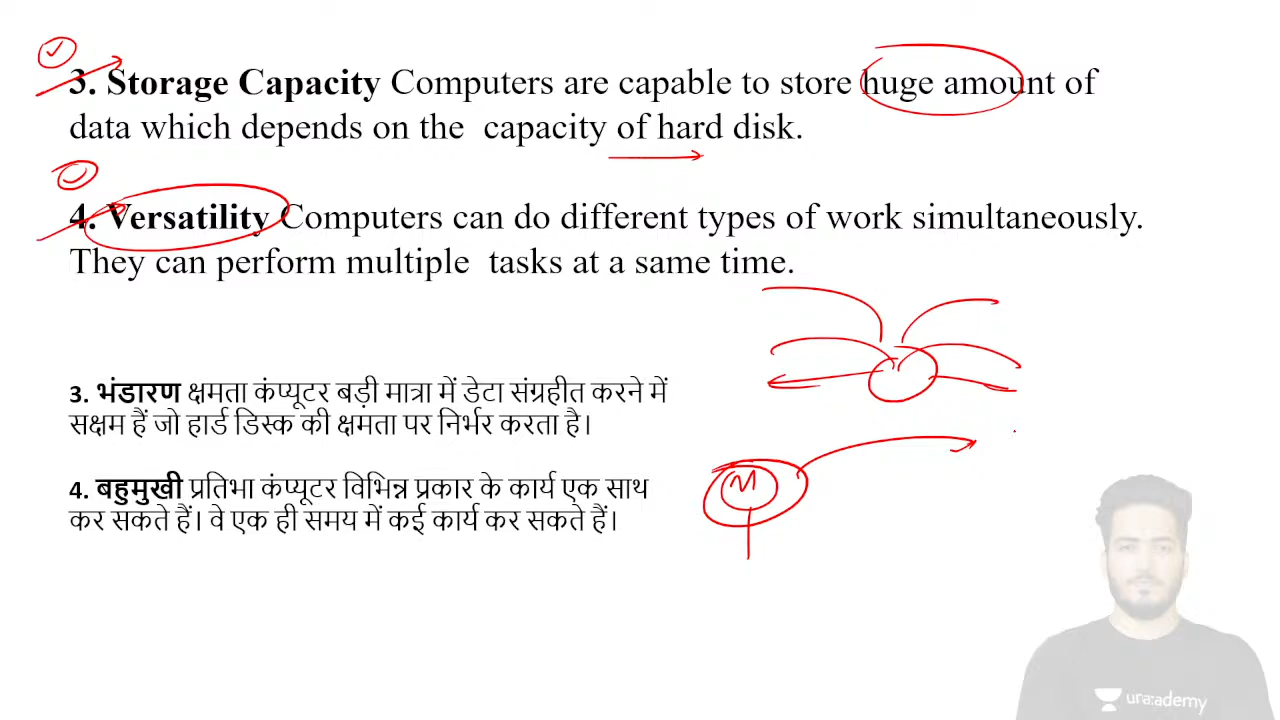 3. Storage Capacity Computers are capable to store huge amount of
data which depends on the capacity of hard disk.
4. Versatility Computers can do different types of work simultaneously.
They can perform multiple tasks at a same time.
3. भंडारण क्षमता कंप्यूटर बड़ी मात्रा में डेटा संग्रहीत करने में
सक्षम हैं जो हार्ड डिस्क की क्षमता पर निर्भर करता है।
4. बहुमुखी प्रतिभा कंप्यूटर विभिन्न प्रकार के कार्य एक साथ
कर सकते हैं। वे एक ही समय में कई कार्य कर सकते हैं।
M